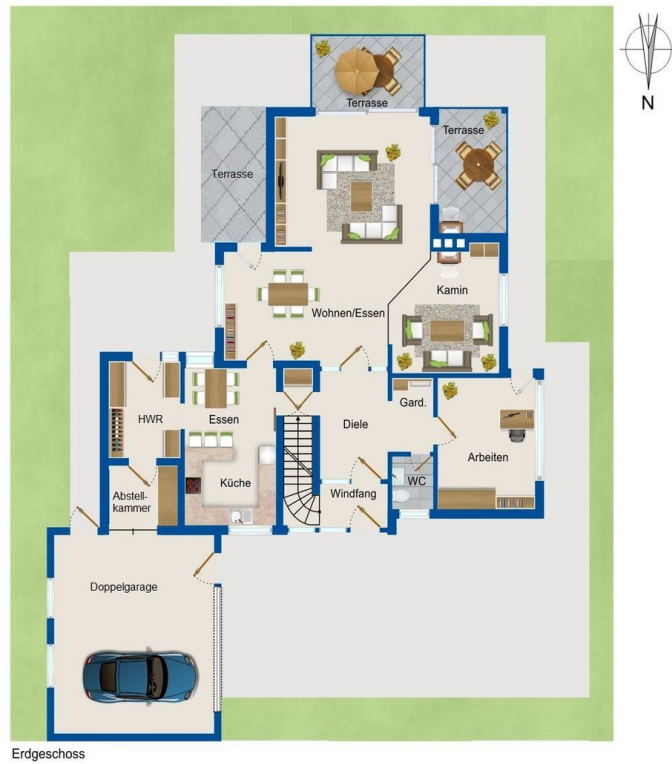 N
Terrasse
Terrasse
Terrasse
Kamin
Wohnen/Essen
HWR
Essen
Diele
Gard.
Arbeiten
Küche
WC
Abstell-
kammer
Windfang
Doppelgarage
Erdgeschoss